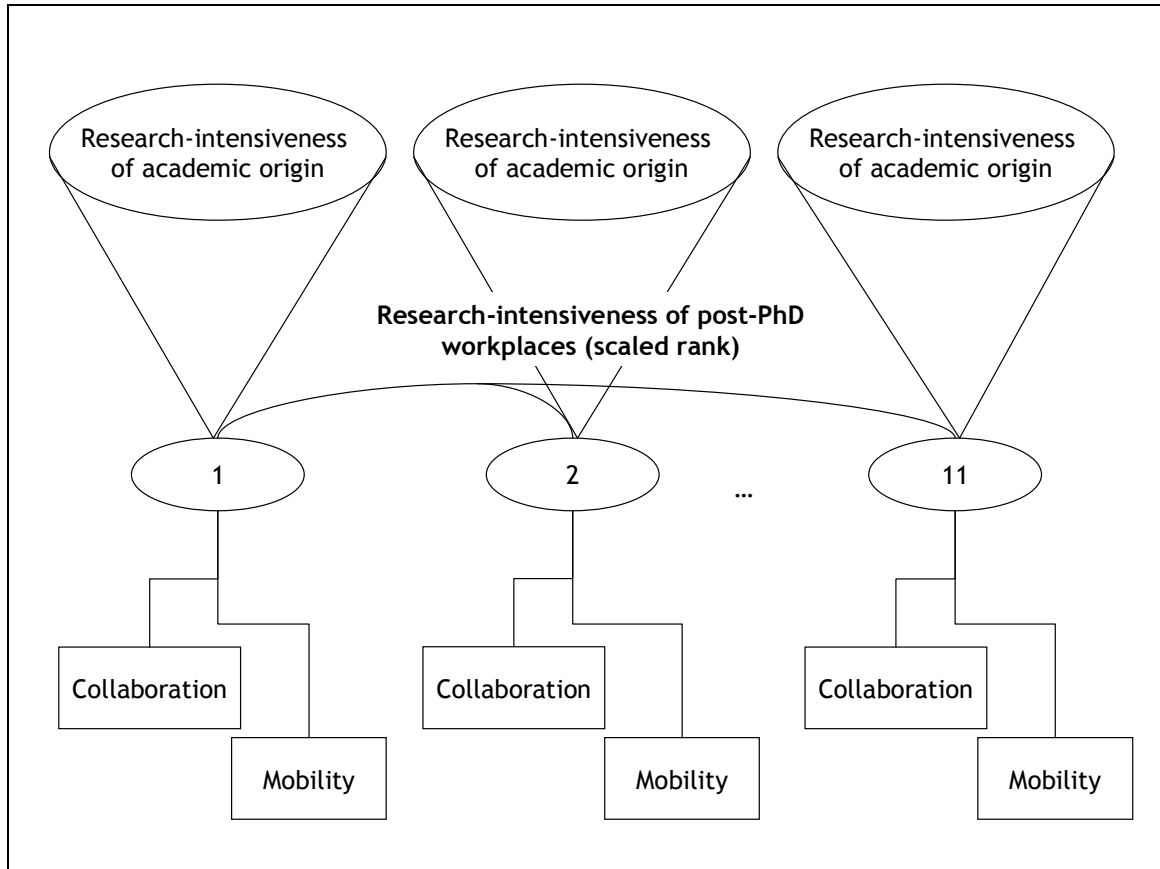 Research-intensiveness
of academic origin
Research-intensiveness
of academic origin
Research-intensiveness
of academic origin
Research-intensiveness of post-PhD
workplaces (scaled rank)
1
2
...
11
Collaboration
Collaboration
Collaboration
Mobility
Mobility
Mobility